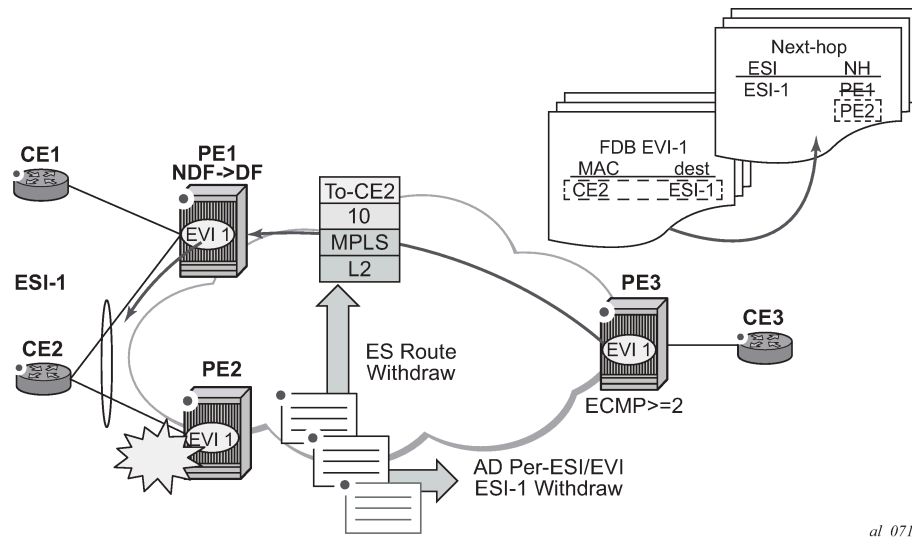 Next-hop
ESI NH
ESI-1 PE1
PE2
FDB EVI-1
MAC dest
CE2 ESI-1
CE1
PE1
NDF->DF
EVI 1
To-CE2
10
MPLS
L2
ESI-1
PE3
EVI 1
ECMP>=2
CE3
CE2
PE2
EVI 1
ES Route
Withdraw
AD Per-ESI/EVI
ESI-1 Withdraw
al_071